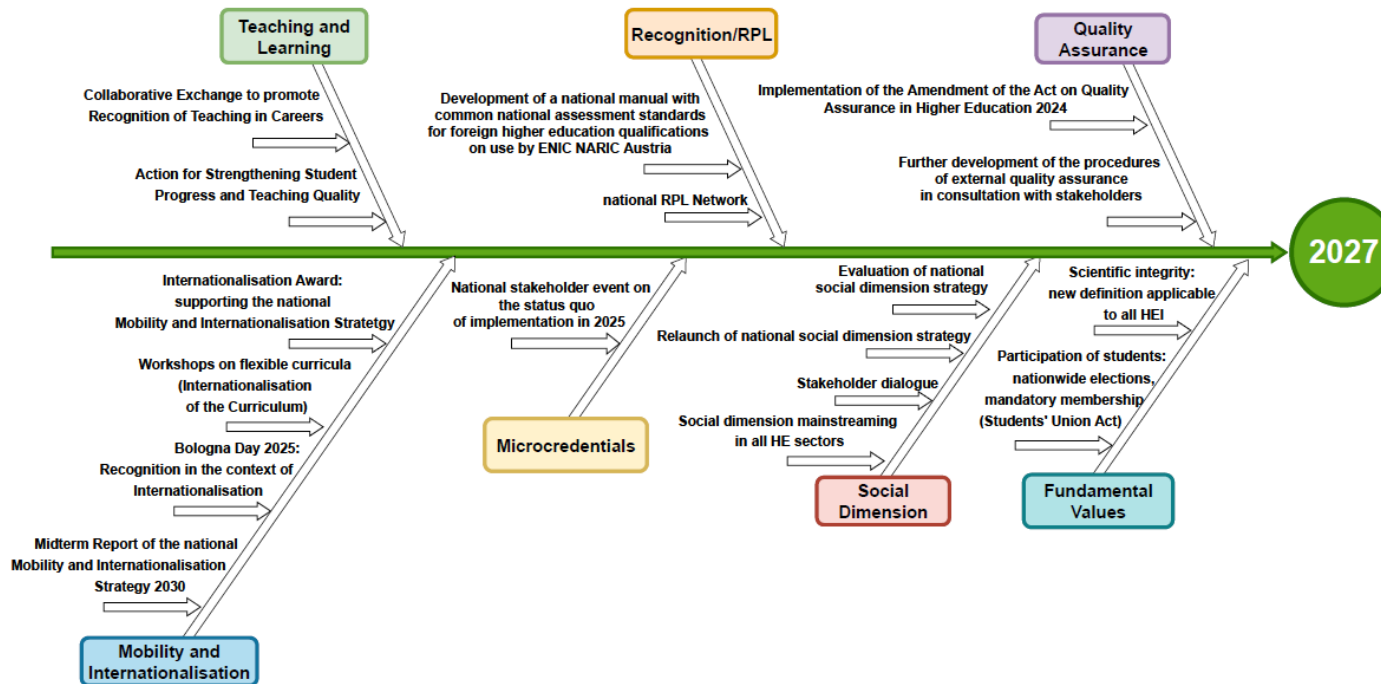 Teaching and
Learning
Recognition/RPL
Quality
Assurance
Collaborative Exchange to promote
Recognition of Teaching in Careers
Action for Strengthening Student
Progress and Teaching Quality
Development of a national manual with
common national assessment standards
for foreign higher education qualifications
on use by ENIC NARIC Austria
national RPL Network
Implementation of the Amendment of the Act on Quality
Assurance in Higher Education 2024
Further development of the procedures
of external quality assurance
in consultation with stakeholders
2027
Internationalisation Award:
supporting the national
Mobility and Internationalisation Stratetgy
Workshops on flexible curricula
(Internationalisation
of the Curriculum)
Bologna Day 2025:
Recognition in the context of
Internationalisation
Midterm Report of the national
Mobility and Internationalisation
Strategy 2030
Mobility and
Internationalisation
National stakeholder event on
the status quo
of implementation in 2025
Microcredentials
Evaluation of national
social dimension strategy
Relaunch of national social dimension strategy
Stakeholder dialogue
Social dimension mainstreaming
in all HE sectors
Social
Dimension
Scientific integrity:
new definition applicable
to all HEI
Participation of students:
nationwide elections,
mandatory membership
(Students' Union Act)
Fundamental
Values